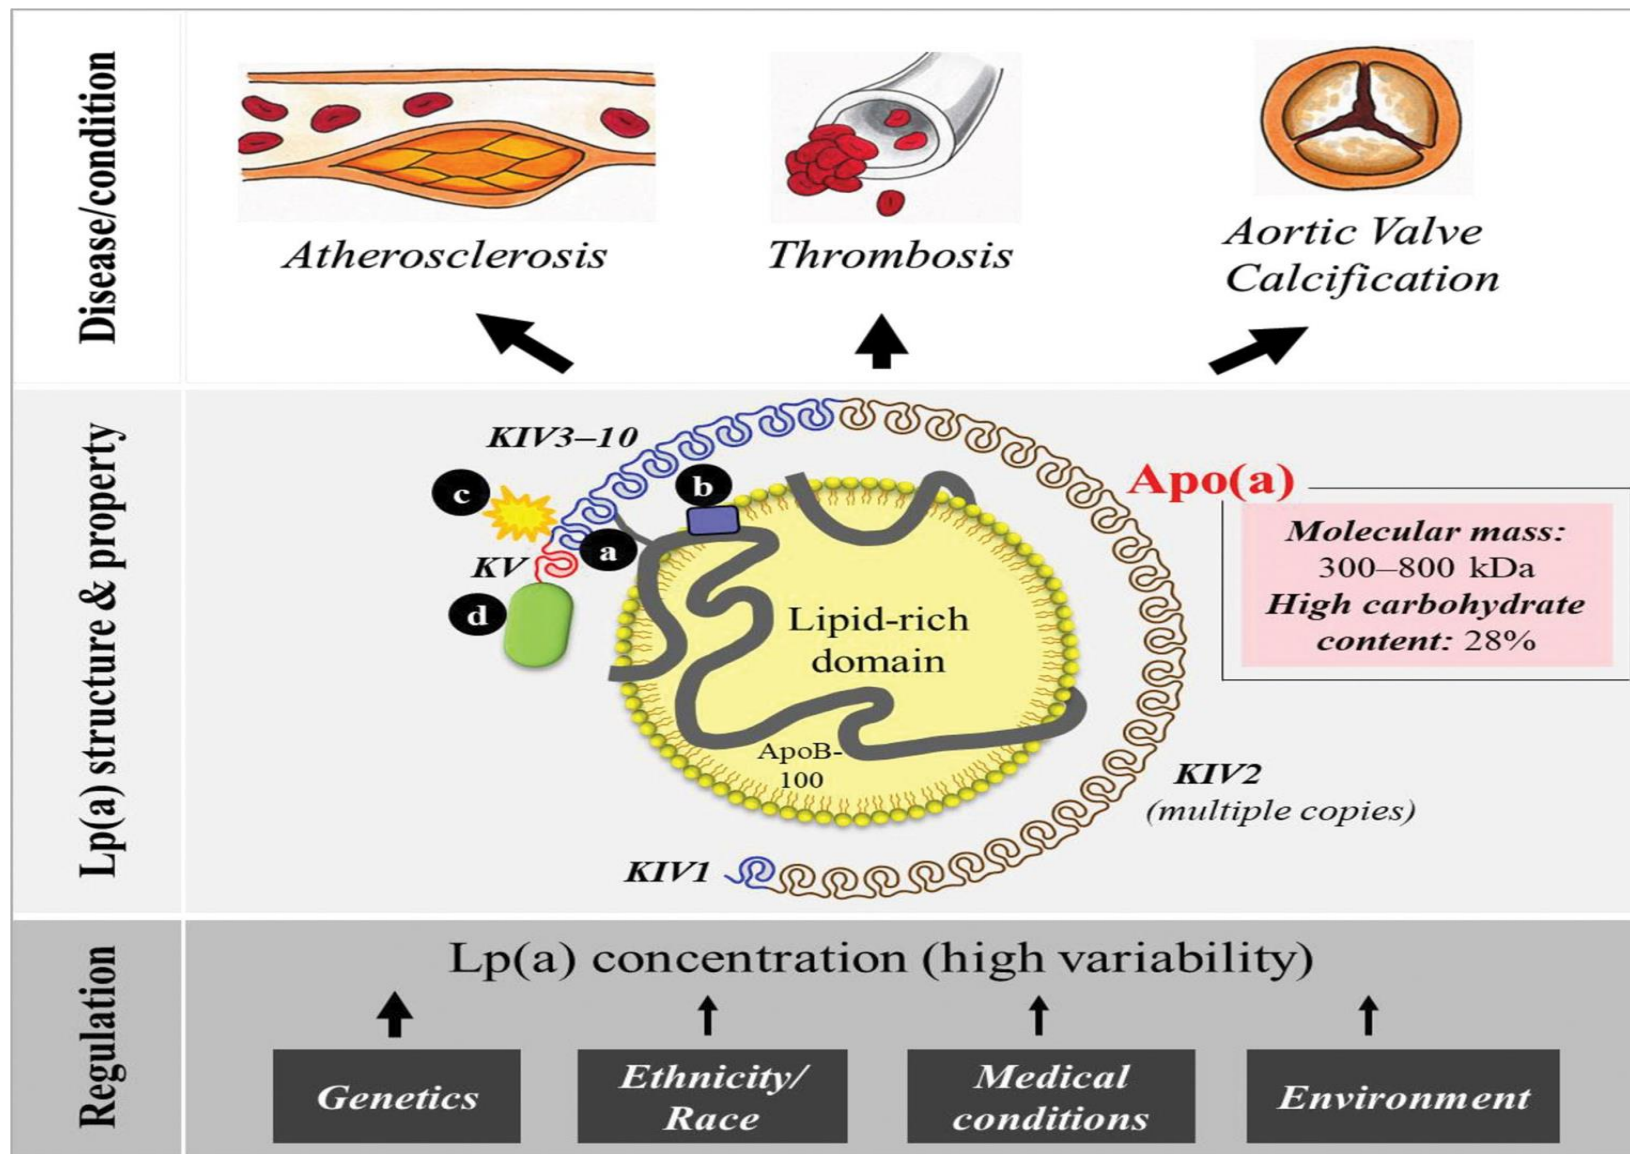 Disease/condition
Atherosclerosis
Thrombosis
Aortic Valve
Calcification
Lp(a) structure & property
KIV3–10
c
b
a
KV
d
Apo(a)
Molecular mass:
300–800 kDa
High carbohydrate
content: 28%
Lipid-rich
domain
ApoB-
100
KIV2
(multiple copies)
KIV1
Regulation
Lp(a) concentration (high variability)
Genetics
Ethnicity/
Race
Medical
conditions
Environment